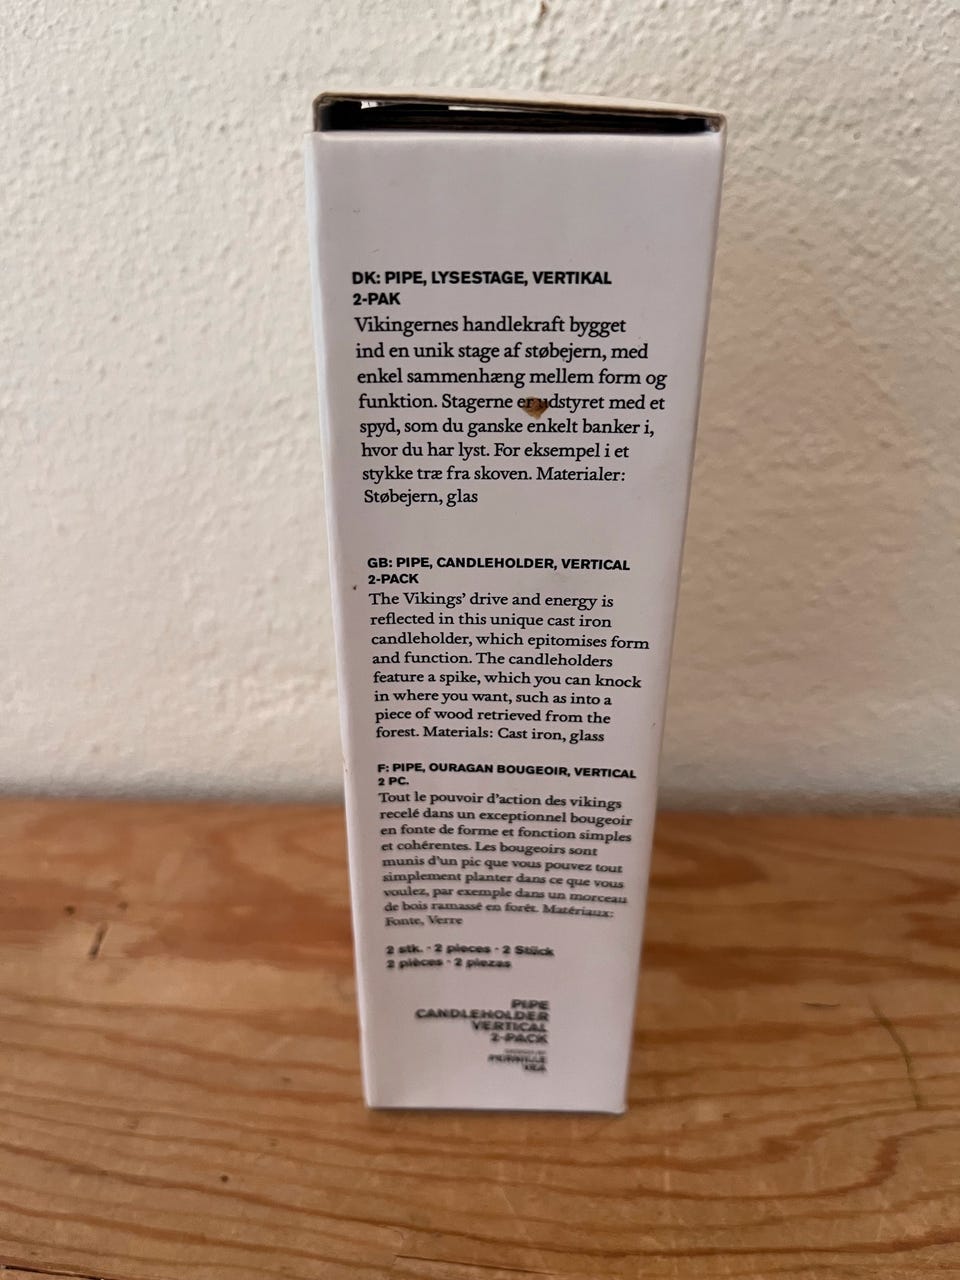 DK: PIPE, LYSESTAGE, VERTIKAL
2-PAK
Vikingernes handlekraft bygget
ind en unik stage af støbejern, med
enkel sammenhæng mellem form og
funktion. Stagerne er udstyret med et
spyd, som du ganske enkelt banker i,
hvor du har lyst. For eksempel i et
stykke træ fra skoven. Materialer:
Støbejern, glas
GB: PIPE, CANDLEHOLDER, VERTICAL
2-PACK
The Vikings' drive and energy is
reflected in this unique cast iron
candleholder, which epitomises form
and function. The candleholders
feature a spike, which you can knock
in where you want, such as into a
piece of wood retrieved from the
forest. Materials: Cast iron, glass
F: PIPE, OURAGAN BOUGEOIR, VERTICAL
2 PC.
Tout le pouvoir d'action des vikings
recelé dans un exceptionnel bougeoir
en fonte de forme et fonction simples
et cohérentes. Les bougeoirs sont
munis d'un pic que vous pouvez tout
simplement planter dans ce que vous
voulez, par exemple dans un morceau
de bois ramassé en forêt. Matériaux:
Fonte, Verre
2 stk. · 2 pieces · 2 Stück
2 pièces · 2 piezas
PIPE
CANDLEHOLDER
VERTICAL
2-PACK